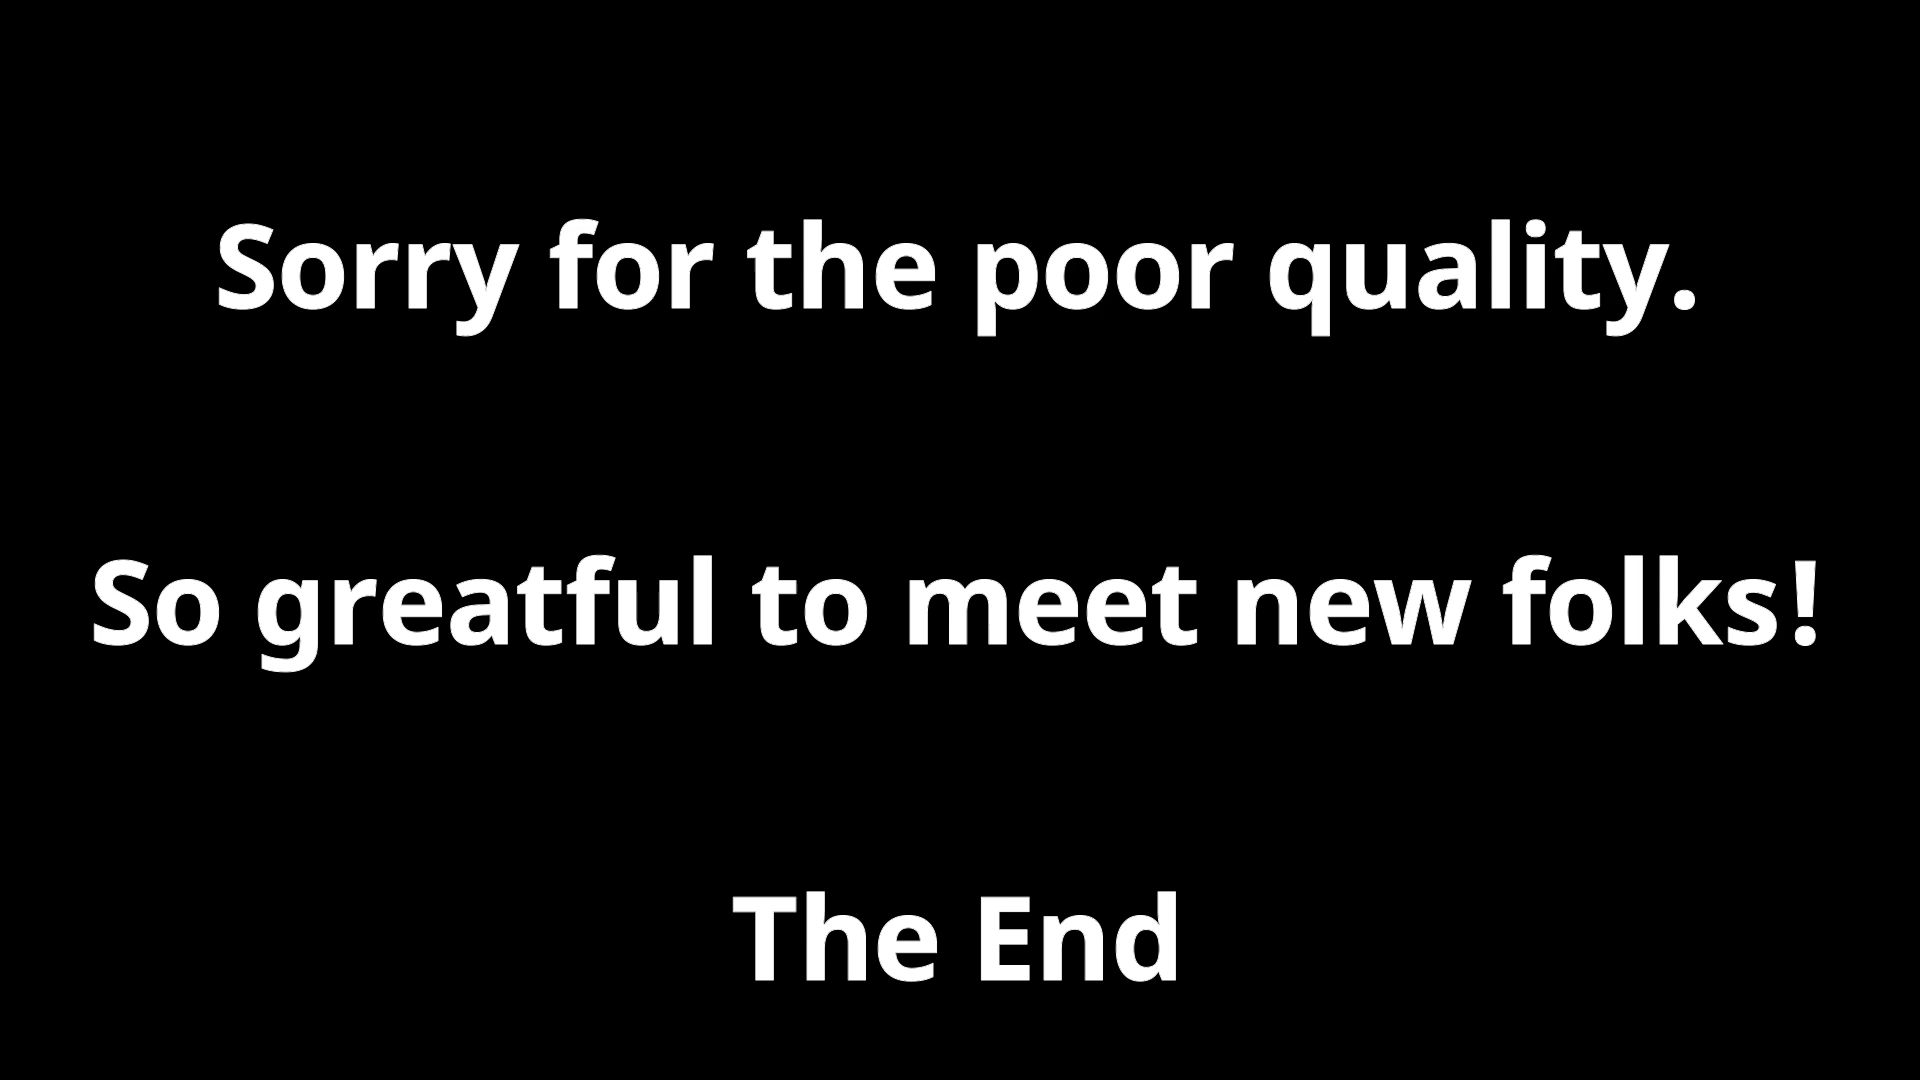 Sorry for the poor quality.
So greatful to meet new folks!
The End